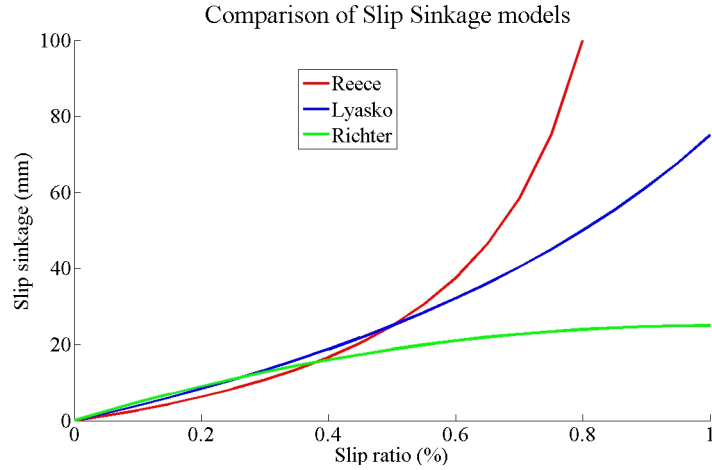 Comparison of Slip Sinkage models
100
80
60
40
20
0
Slip sinkage (mm)
Reece
Lyasko
Richter
0
0.2
0.4
0.6
0.8
1
Slip ratio (%)